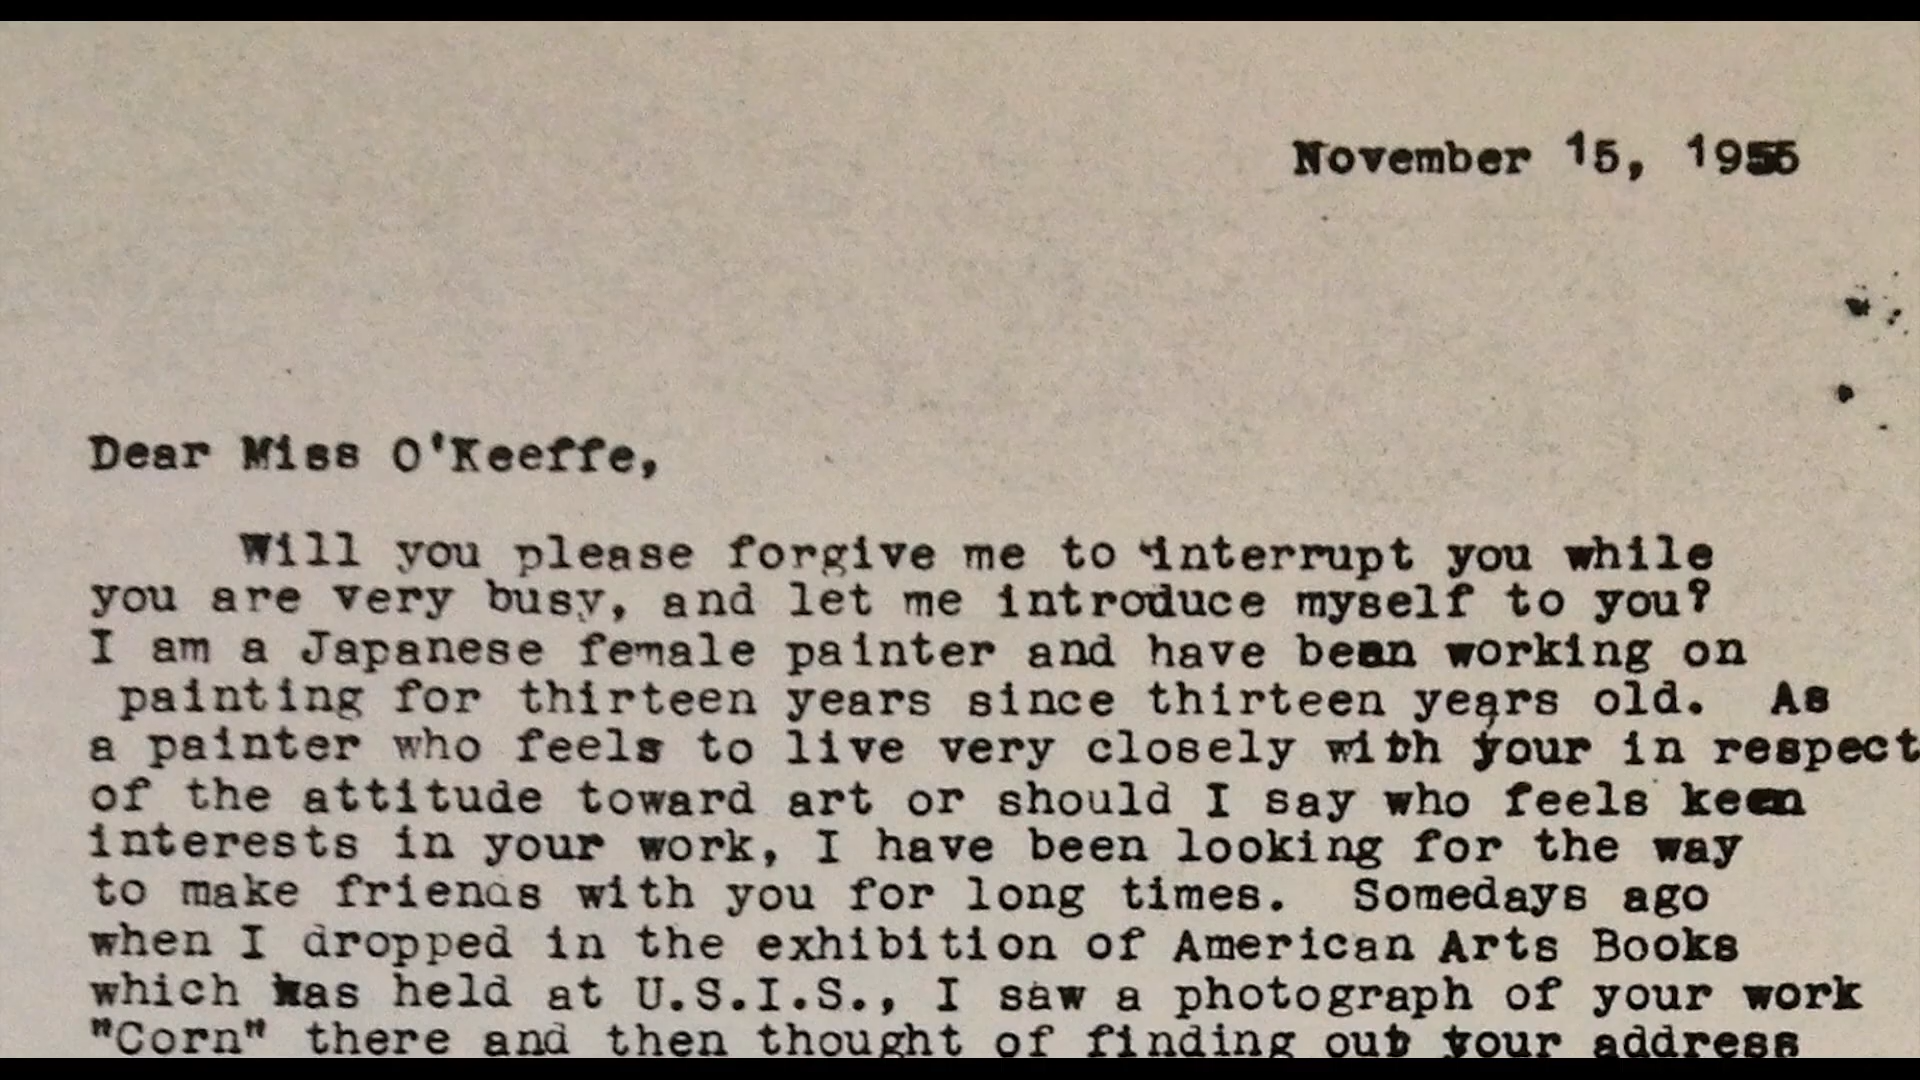 November 15, 1955
Dear Miss O'Keeffe,
Will you please forgive me to interrupt you while
you are very busy, and let me introduce myself to you?
I am a Japanese female painter and have been working on
painting for thirteen years since thirteen years old. As
a painter who feels to live very closely with your in respect
of the attitude toward art or should I say who feels keen
interests in your work, I have been looking for the way
to make friends with you for long times. Somedays ago
when I dropped in the exhibition of American Arts Books
which was held at U.S.I.S., I saw a photograph of your work
"Corn" there and then thought of finding out your address